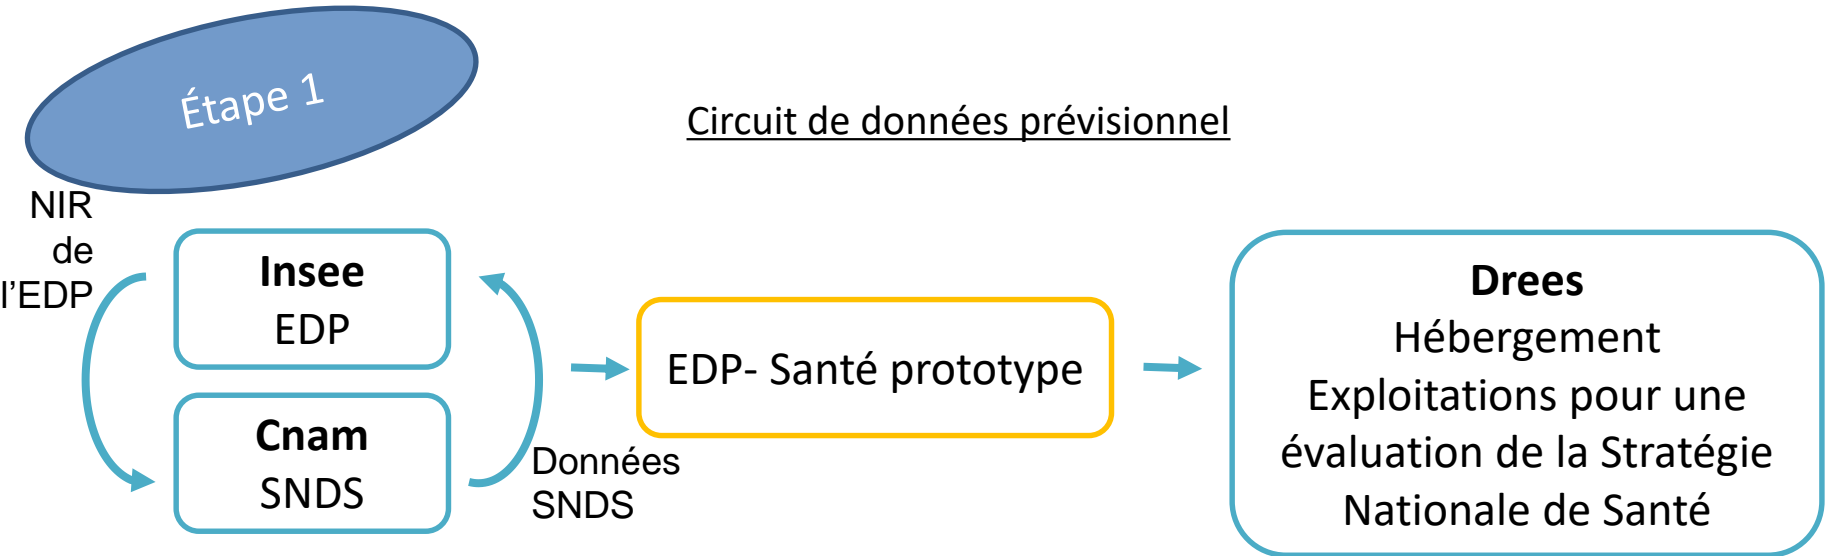 Étape 1
Circuit de données prévisionnel
NIR
de
l’EDP
Insee
EDP
Cnam
SNDS
Données
SNDS
EDP- Santé prototype
Drees
Hébergement
Exploitations pour une
évaluation de la Stratégie
Nationale de Santé